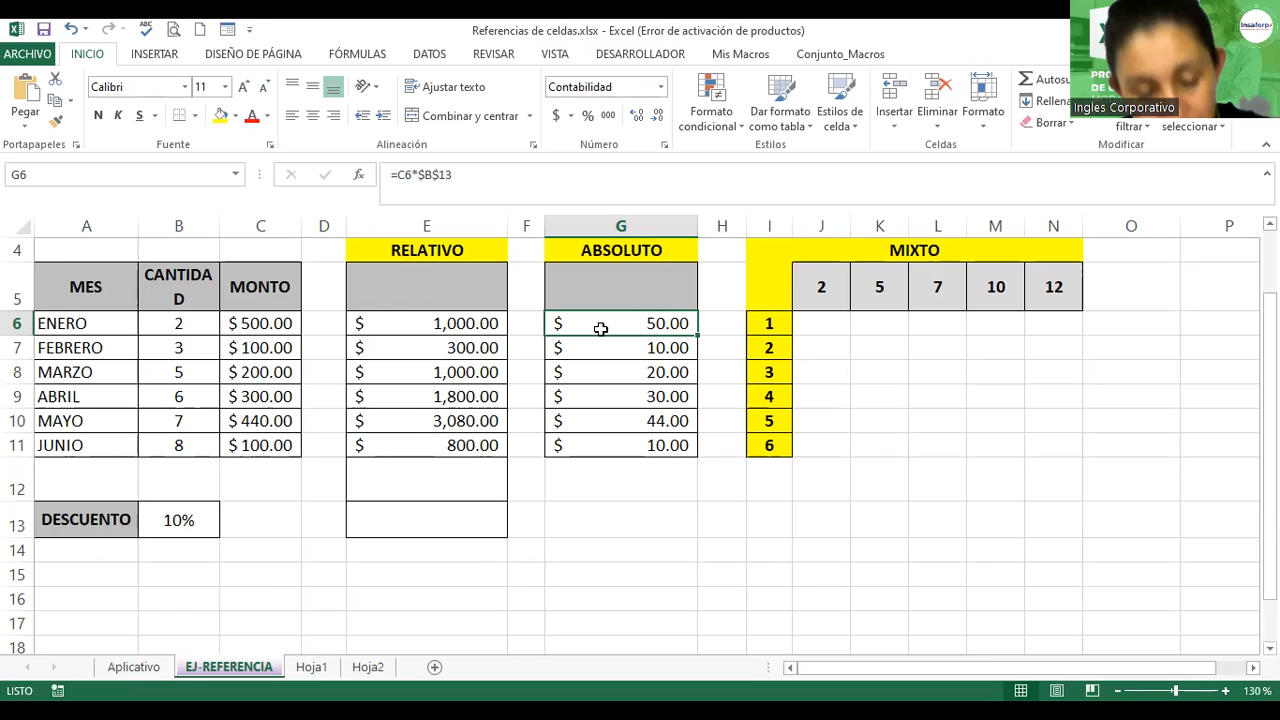 Referencias de celdas.xlsx - Excel (Error de activación de productos)
ARCHIVO INICIO INSERTAR DISEÑO DE PÁGINA FÓRMULAS DATOS REVISAR VISTA DESARROLLADOR Mis Macros Conjunto_Macros
Insaforp
Pegar
Calibri 11
Ajustar texto
Contabilidad
Formato condicional
Dar formato como tabla
Estilos de celda
Insertar
Eliminar
Formato
Autosu
Rellena
Borrar
filtrar
seleccionar
N K S
Combinar y centrar
$ % 000
Ingles Corporativo
Portapapeles Fuente Alineación Número Estilos Celdas Modificar
G6 =C6*$B$13
A B C D E F G H I J K L M N O P
4 RELATIVO ABSOLUTO MIXTO
5 MES CANTIDA D MONTO 2 5 7 10 12
6 ENERO 2 $ 500.00 $ 1,000.00 $ 50.00 1
7 FEBRERO 3 $ 100.00 $ 300.00 $ 10.00 2
8 MARZO 5 $ 200.00 $ 1,000.00 $ 20.00 3
9 ABRIL 6 $ 300.00 $ 1,800.00 $ 30.00 4
10 MAYO 7 $ 440.00 $ 3,080.00 $ 44.00 5
11 JUNIO 8 $ 100.00 $ 800.00 $ 10.00 6
12
13 DESCUENTO 10%
14
15
16
17
18
Aplicativo EJ-REFERENCIA Hoja1 Hoja2
LISTO 130 %